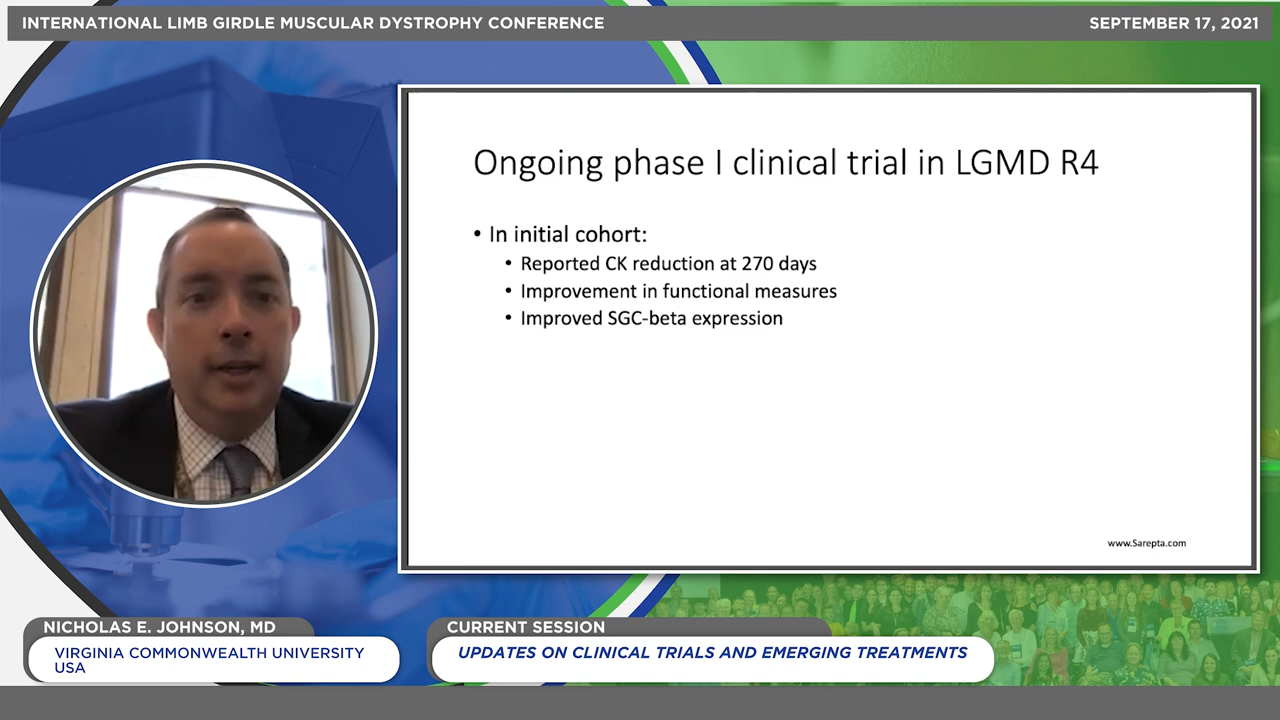 INTERNATIONAL LIMB GIRDLE MUSCULAR DYSTROPHY CONFERENCE
SEPTEMBER 17, 2021
Ongoing phase I clinical trial in LGMD R4
• In initial cohort:
• Reported CK reduction at 270 days
• Improvement in functional measures
• Improved SGC-beta expression
www.Sarepta.com
NICHOLAS E. JOHNSON, MD
VIRGINIA COMMONWEALTH UNIVERSITY
USA
CURRENT SESSION
UPDATES ON CLINICAL TRIALS AND EMERGING TREATMENTS